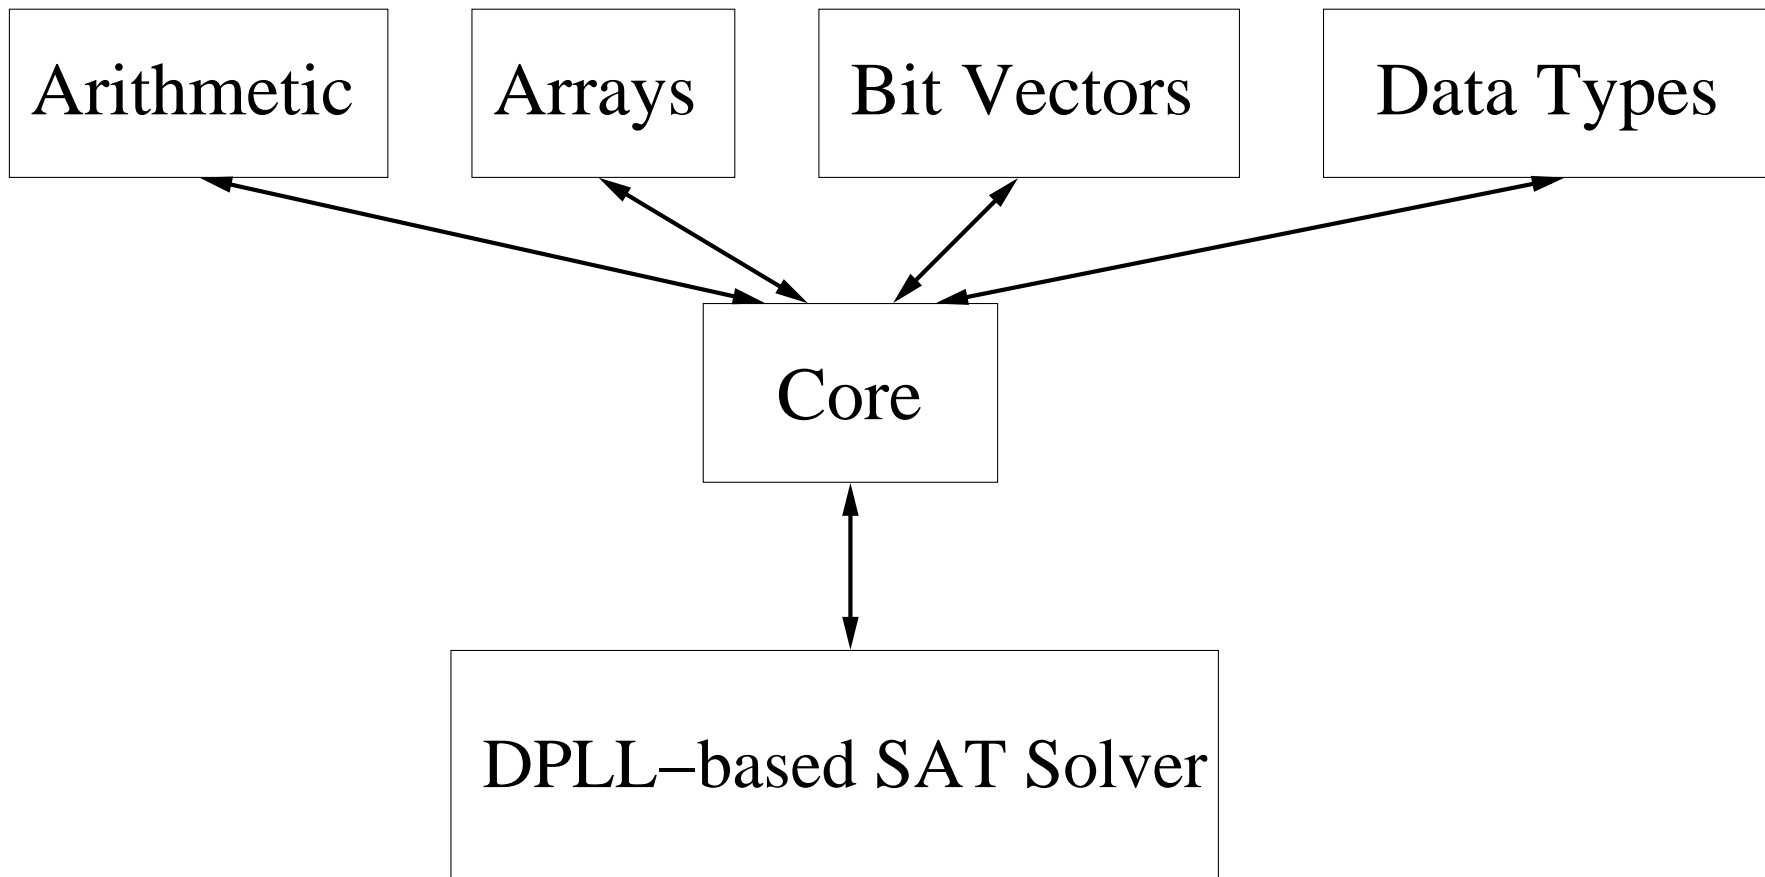 Arithmetic
Arrays
Bit Vectors
Data Types
Core
DPLL−based SAT Solver